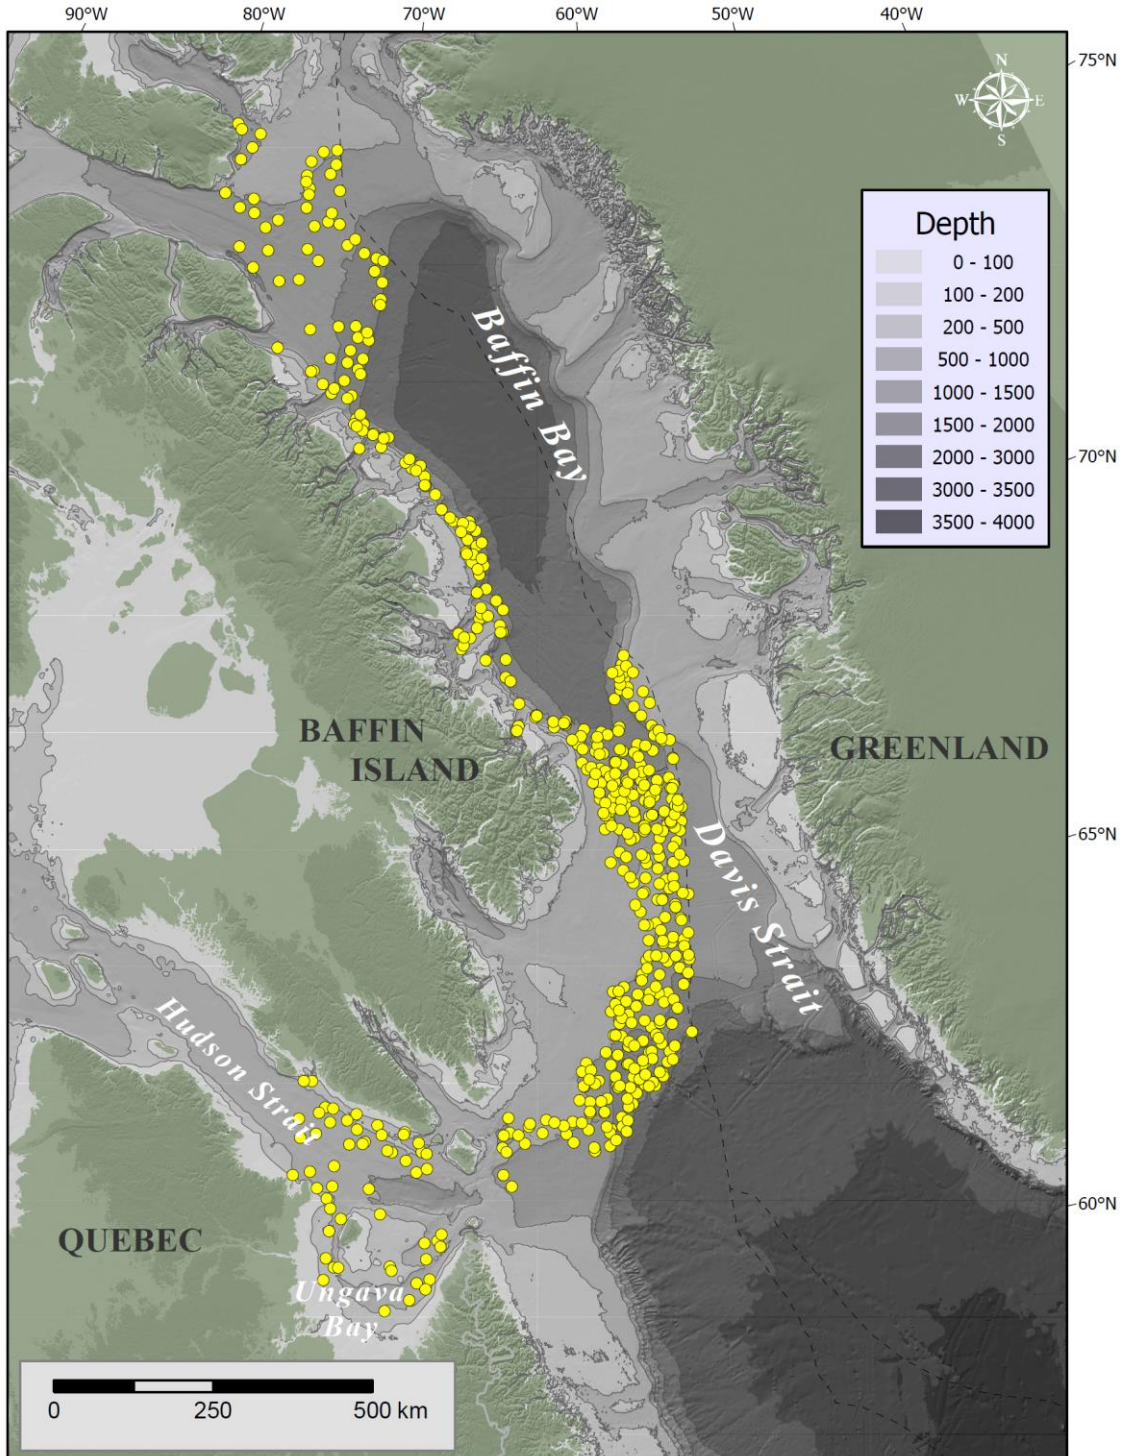 90°W 80°W 70°W 60°W 50°W 40°W
75°N
N
W E
S
Depth
0 - 100
100 - 200
200 - 500
500 - 1000
1000 - 1500
1500 - 2000
2000 - 3000
3000 - 3500
3500 - 4000
Baffin Bay
70°N
BAFFIN
ISLAND
GREENLAND
65°N
Davis Strait
Hudson Strait
60°N
QUEBEC
Ungava
Bay
0 250 500 km